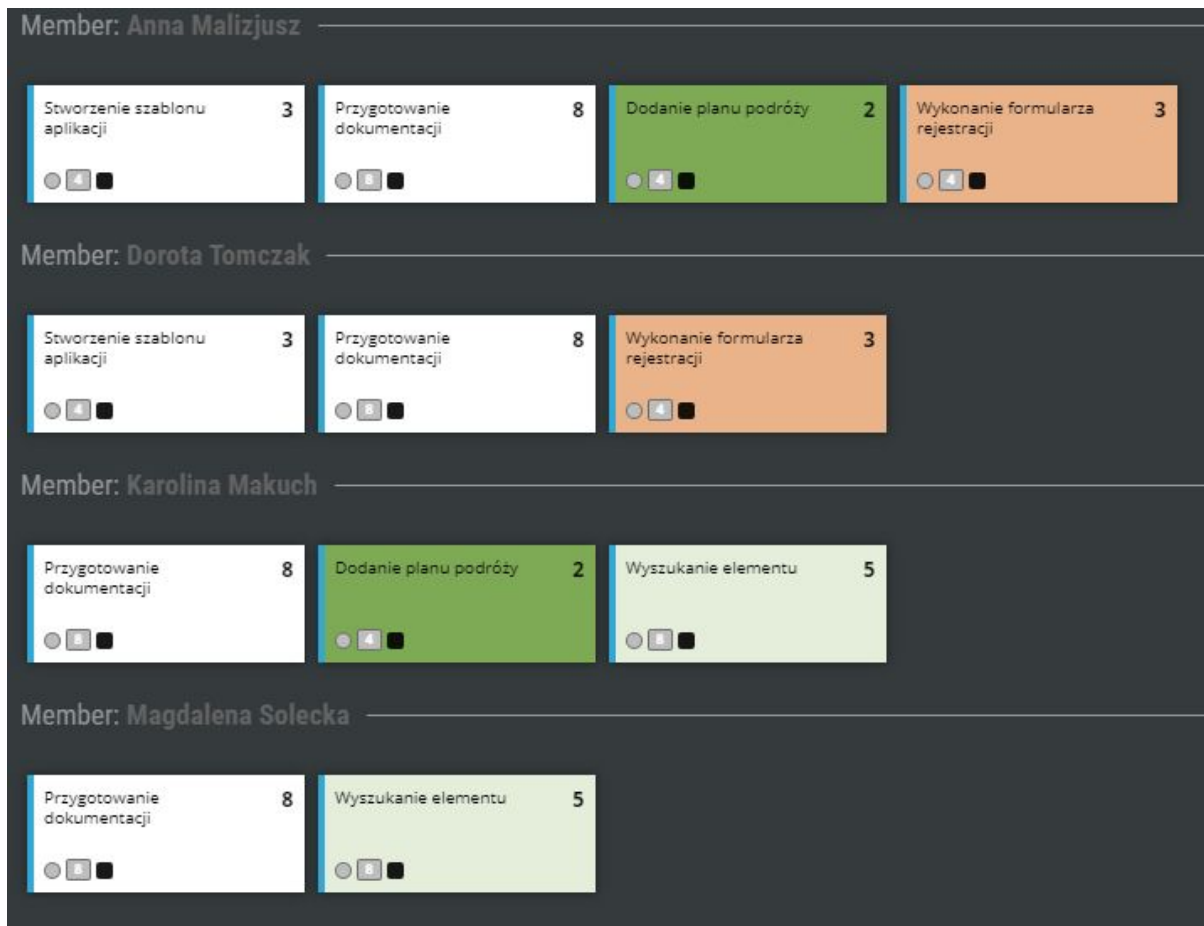 Member: Anna Malizjusz
Stworzenie szablonu 3
aplikacji
4
Przygotowanie 8
dokumentacji
8
Dodanie planu podróży 2
4
Wykonanie formularza 3
rejestracji
4
Member: Dorota Tomczak
Stworzenie szablonu 3
aplikacji
4
Przygotowanie 8
dokumentacji
8
Wykonanie formularza 3
rejestracji
4
Member: Karolina Makuch
Przygotowanie 8
dokumentacji
8
Dodanie planu podróży 2
4
Wyszukanie elementu 5
8
Member: Magdalena Solecka
Przygotowanie 8
dokumentacji
8
Wyszukanie elementu 5
8